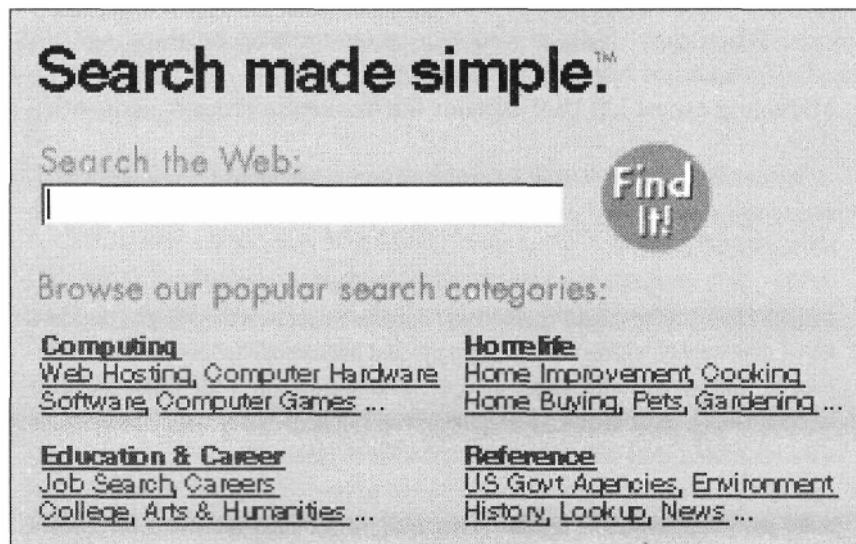 Search made simple.™
Search the Web:
Find
It!
Browse our popular search categories:
Computing
Web Hosting, Computer Hardware
Software, Computer Games ...
Homelife
Home Improvement, Cooking
Home Buying, Pets, Gardening ...
Education & Career
Job Search, Careers
College, Arts & Humanities ...
Reference
US Govt Agencies, Environment
History, Lookup, News ...